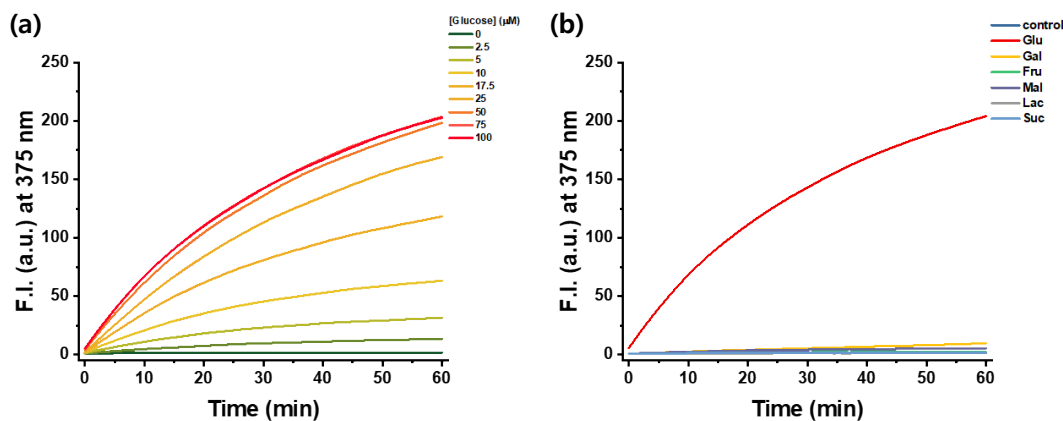 (a)
[Glucose] (μM)
0
2.5
5
10
17.5
25
50
75
100
250
200
150
100
50
0
F.I. (a.u.) at 375 nm
0 10 20 30 40 50 60
Time (min)
(b)
control
Glu
Gal
Fru
Mal
Lac
Suc
250
200
150
100
50
0
F.I. (a.u.) at 375 nm
0 10 20 30 40 50 60
Time (min)